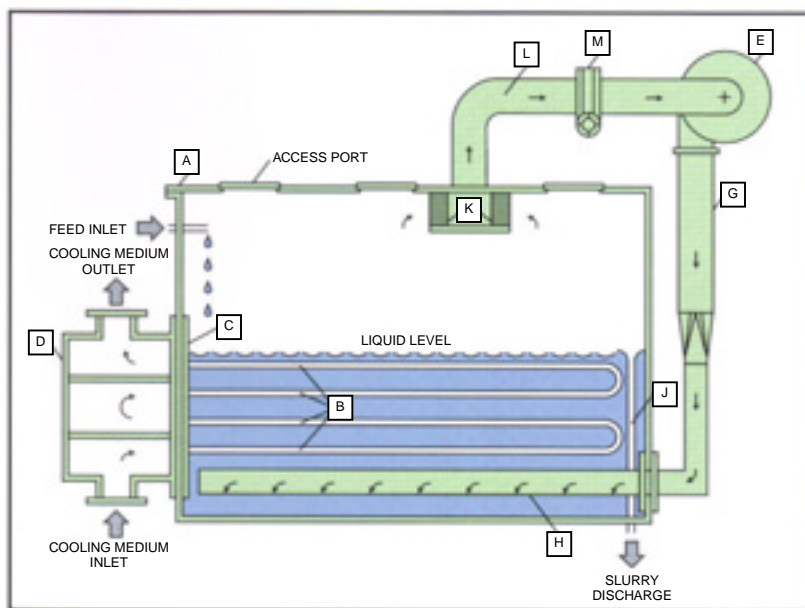 L
M
E
A
ACCESS PORT
K
G
FEED INLET
COOLING MEDIUM
OUTLET
D
C
LIQUID LEVEL
B
J
H
COOLING MEDIUM
INLET
SLURRY
DISCHARGE